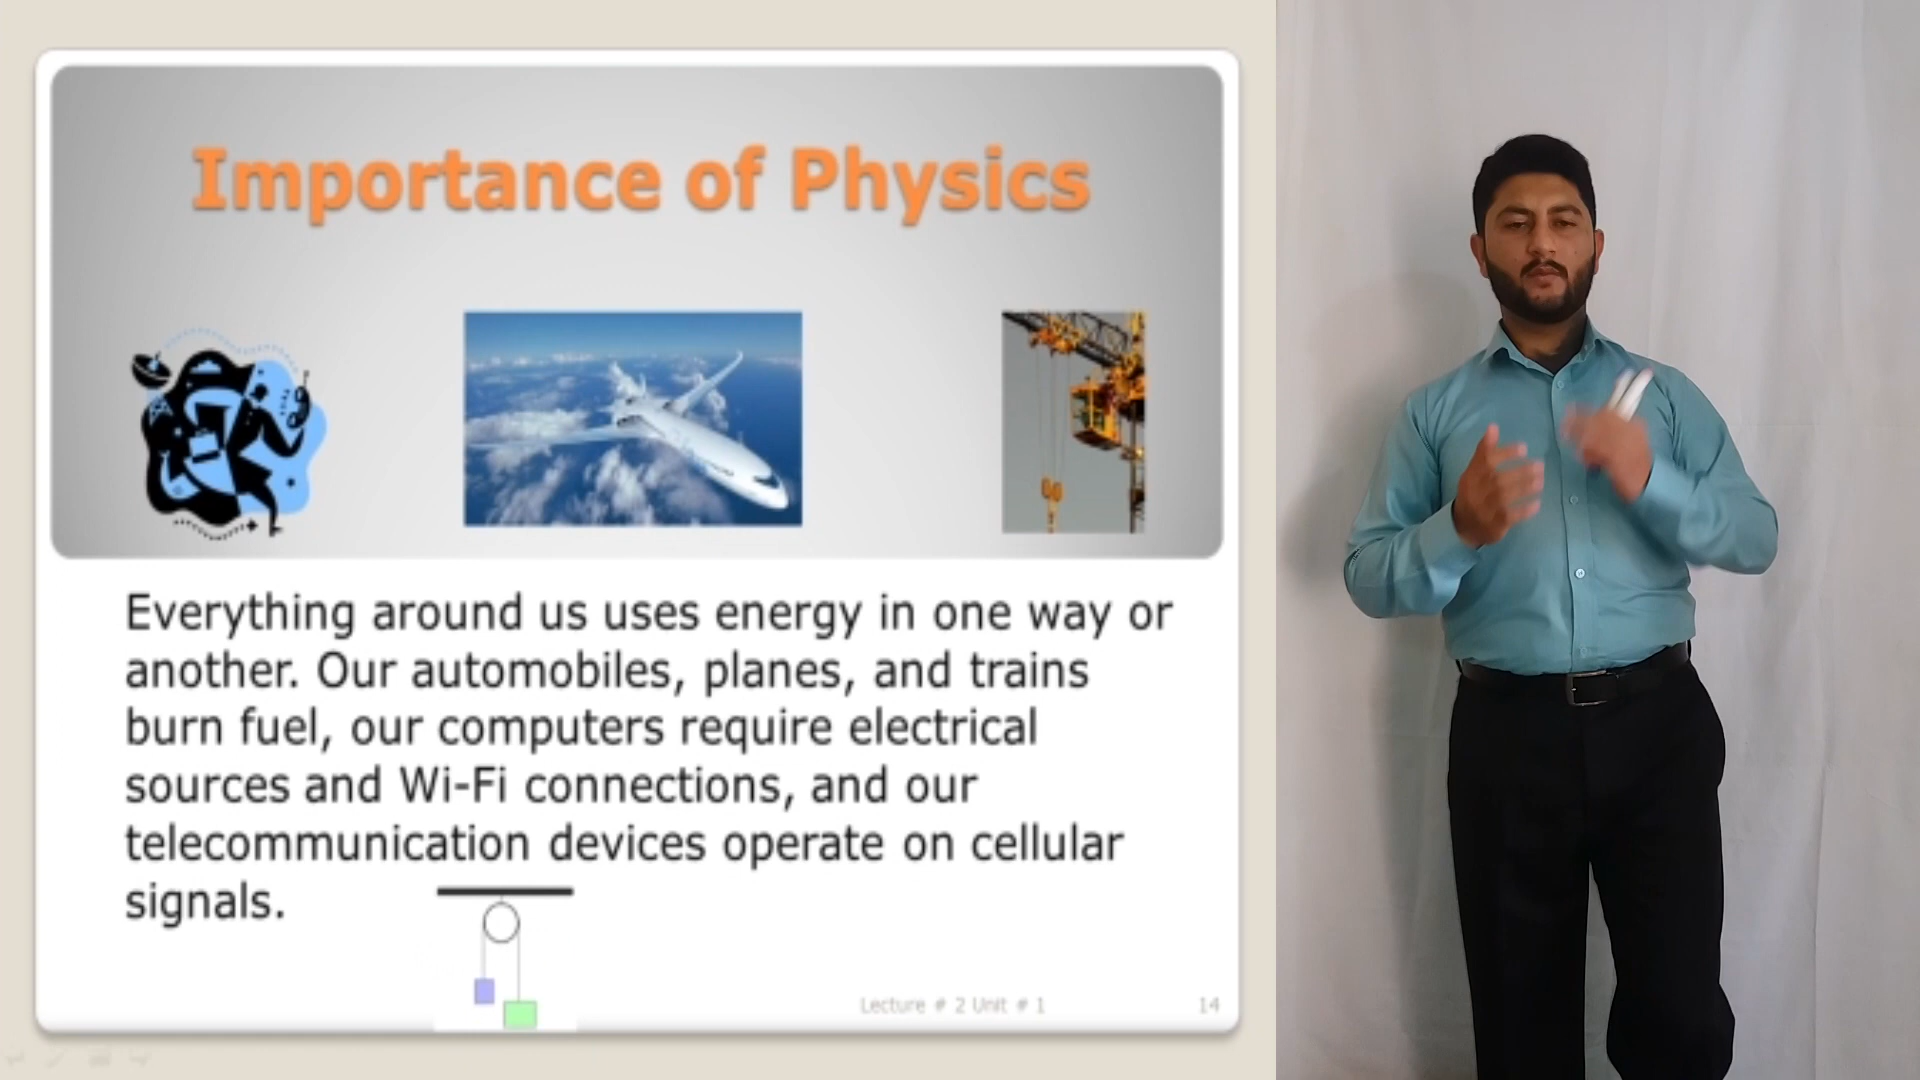 Importance of Physics
Everything around us uses energy in one way or
another. Our automobiles, planes, and trains
burn fuel, our computers require electrical
sources and Wi-Fi connections, and our
telecommunication devices operate on cellular
signals.
Lecture # 2 Unit # 1
14